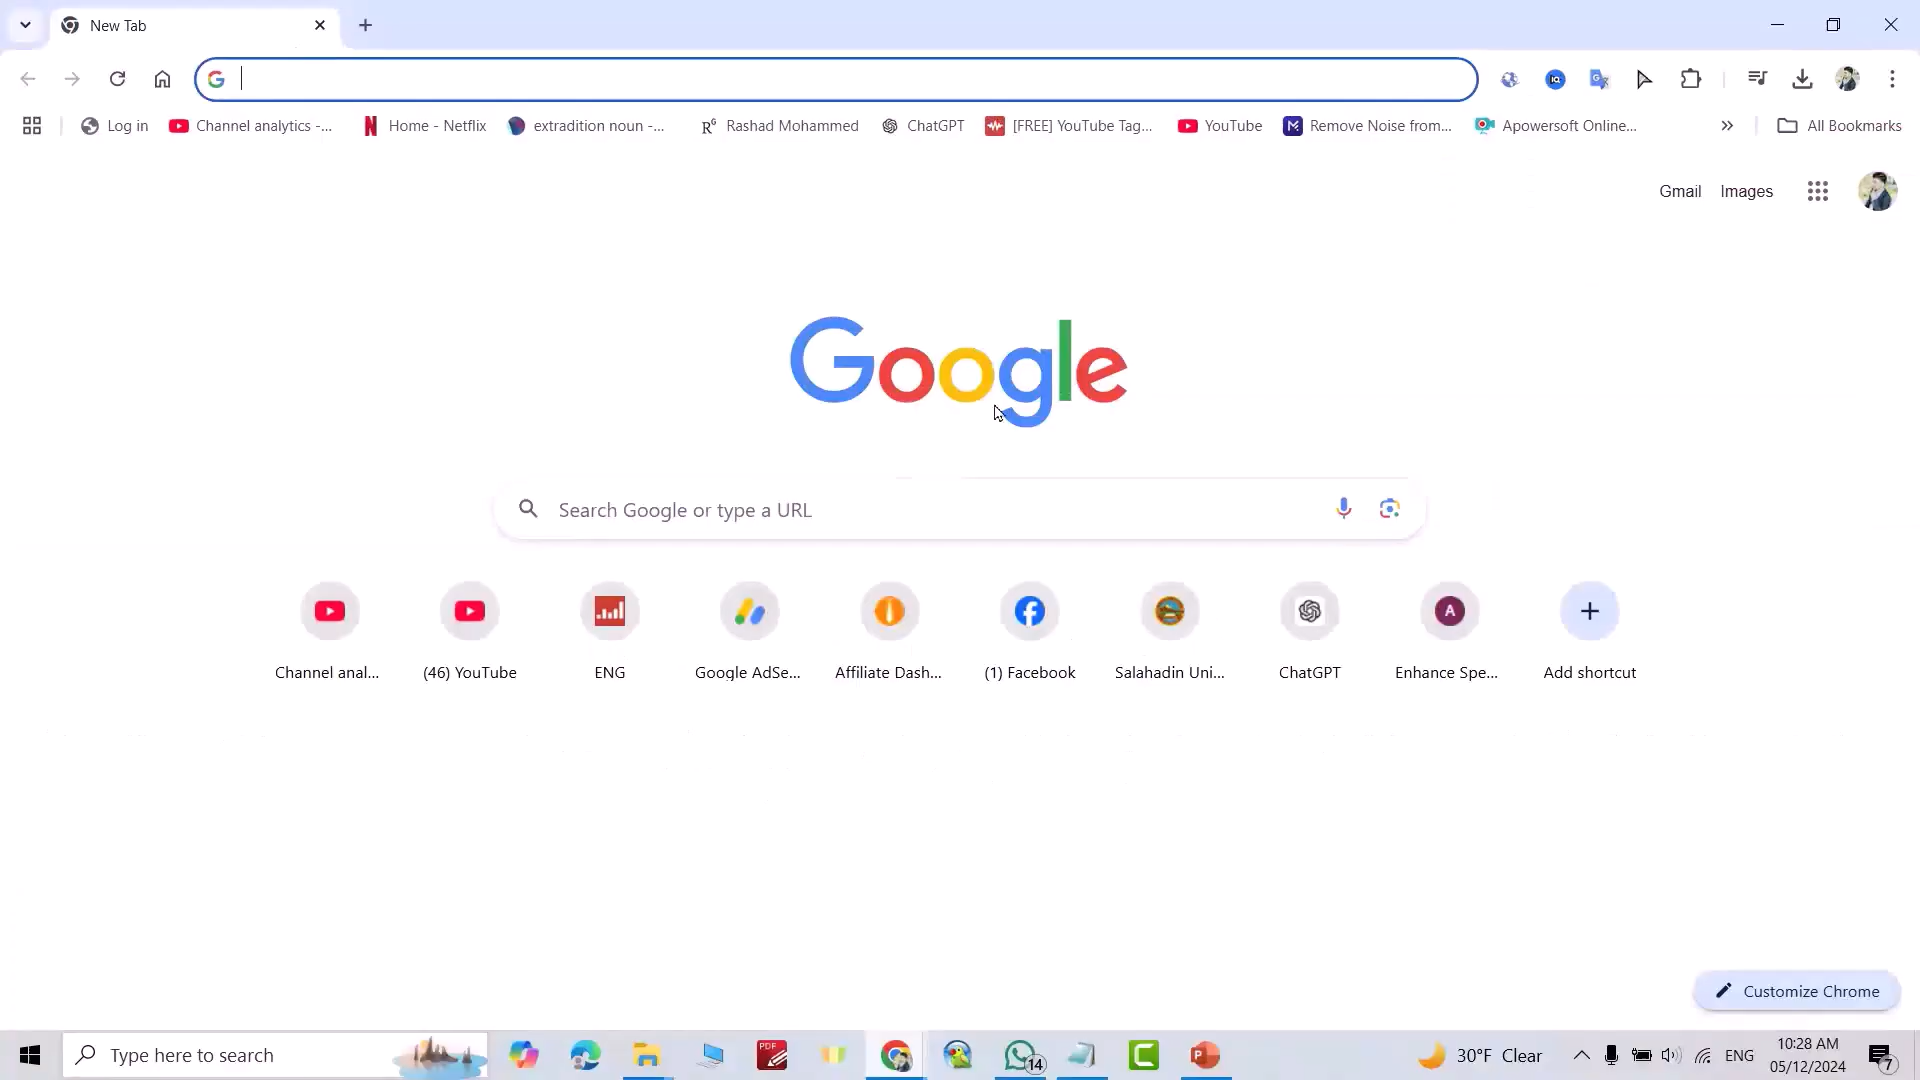 New Tab
Log in
Channel analytics -...
Home - Netflix
extradition noun -...
Rashad Mohammed
ChatGPT
[FREE] YouTube Tag...
YouTube
Remove Noise from...
Apowersoft Online...
All Bookmarks
Gmail
Images
Google
Search Google or type a URL
Channel anal...
(46) YouTube
ENG
Google AdSe...
Affiliate Dash...
(1) Facebook
Salahadin Uni...
ChatGPT
Enhance Spe...
Add shortcut
Customize Chrome
Type here to search
PDF
14
30°F Clear
ENG
10:28 AM
05/12/2024
7